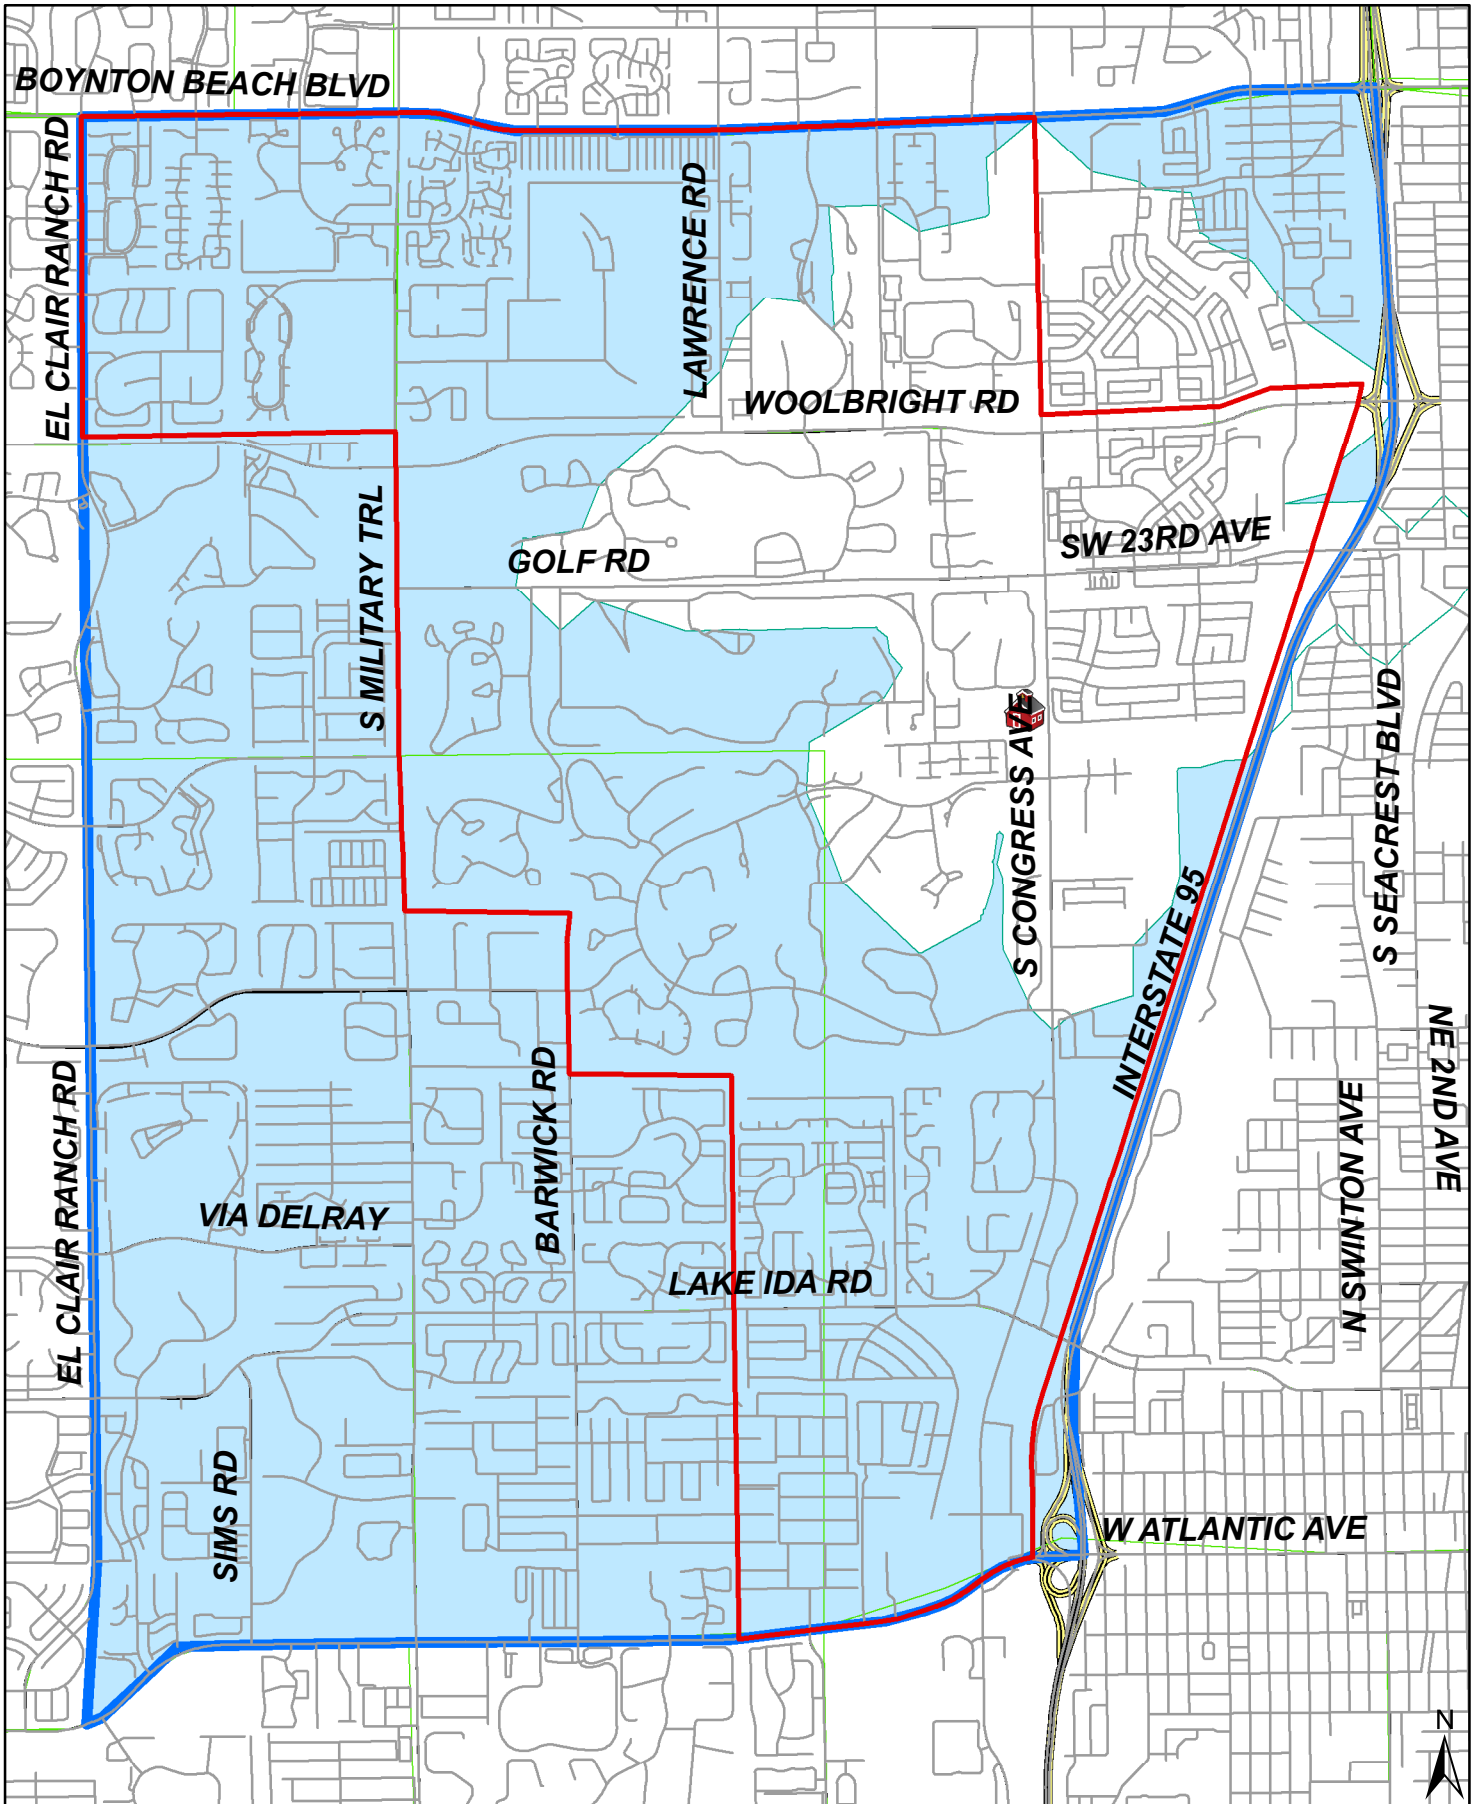 BOYNTON BEACH BLVD
EL CLAIR RANCH RD
LAWRENCE RD
WOOLBRIGHT RD
S MILITARY TRL
GOLF RD
SW 23RD AVE
S CONGRESS AVE
S SEACREST BLVD
INTERSTATE 95
NE 2ND AVE
EL CLAIR RANCH RD
BARWICK RD
N SWINTON AVE
VIA DELRAY
LAKE IDA RD
SIMS RD
W ATLANTIC AVE
N